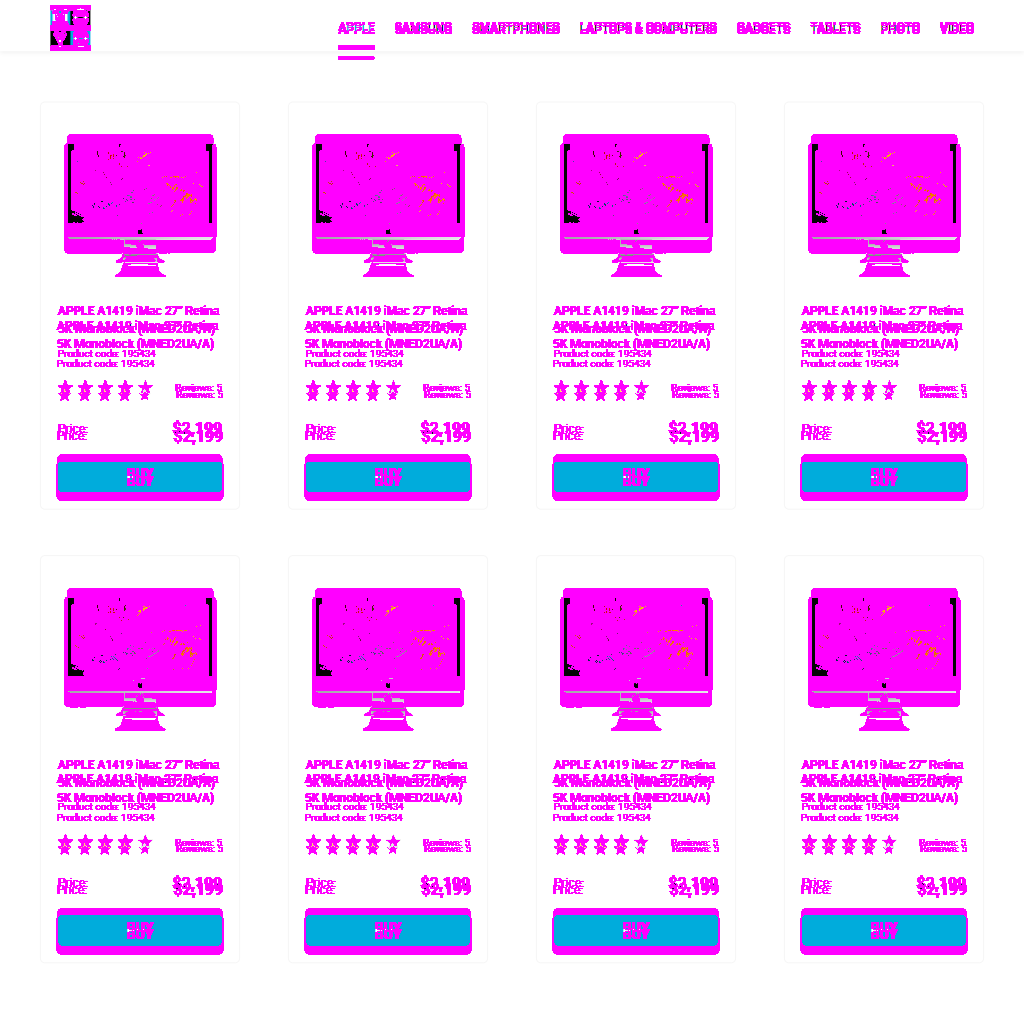 APPLE SAMSUNG SMARTPHONES LAPTOPS & COMPUTERS GADGETS TABLETS PHOTO VIDEO
APPLE A1419 iMac 27” Retina
5K Monoblock (MNED2UA/A)
Product code: 195434
Reviews: 5
Price: $2,199
BUY
APPLE A1419 iMac 27” Retina
5K Monoblock (MNED2UA/A)
Product code: 195434
Reviews: 5
Price: $2,199
BUY
APPLE A1419 iMac 27” Retina
5K Monoblock (MNED2UA/A)
Product code: 195434
Reviews: 5
Price: $2,199
BUY
APPLE A1419 iMac 27” Retina
5K Monoblock (MNED2UA/A)
Product code: 195434
Reviews: 5
Price: $2,199
BUY
APPLE A1419 iMac 27” Retina
5K Monoblock (MNED2UA/A)
Product code: 195434
Reviews: 5
Price: $2,199
BUY
APPLE A1419 iMac 27” Retina
5K Monoblock (MNED2UA/A)
Product code: 195434
Reviews: 5
Price: $2,199
BUY
APPLE A1419 iMac 27” Retina
5K Monoblock (MNED2UA/A)
Product code: 195434
Reviews: 5
Price: $2,199
BUY
APPLE A1419 iMac 27” Retina
5K Monoblock (MNED2UA/A)
Product code: 195434
Reviews: 5
Price: $2,199
BUY